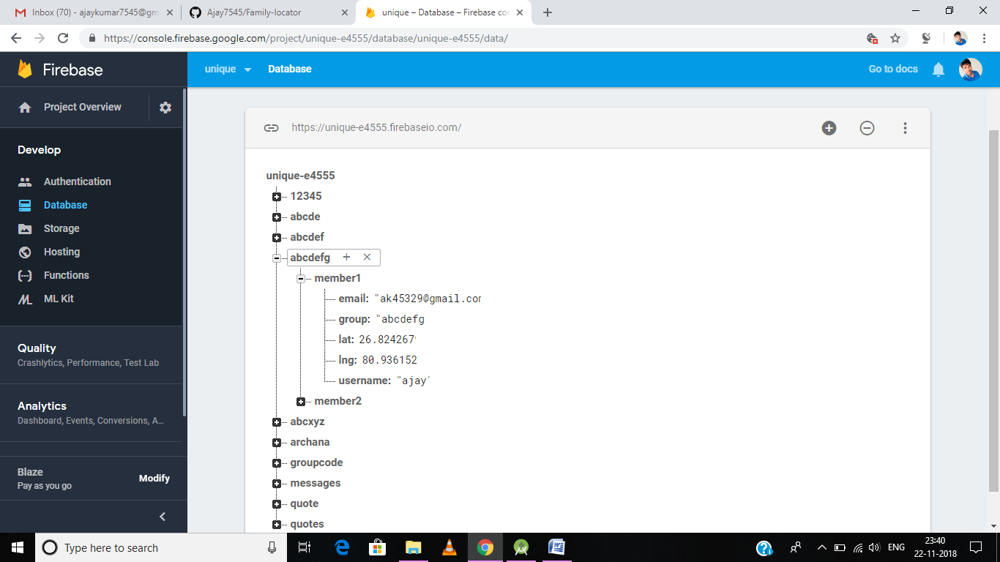 Inbox (70) - ajaykumar7545@gm
Ajay7545/Family-locator
unique – Database – Firebase con
https://console.firebase.google.com/project/unique-e4555/database/unique-e4555/data/
Firebase
unique
Database
Go to docs
Project Overview
https://unique-e4555.firebaseio.com/
Develop
Authentication
Database
Storage
Hosting
Functions
ML Kit
Quality
Crashlytics, Performance, Test Lab
Analytics
Dashboard, Events, Conversions, A...
Blaze
Pay as you go
Modify
unique-e4555
12345
abcde
abcdef
abcdefg
member1
email: "ak45329@gmail.com
group: "abcdefg
lat: 26.824267
lng: 80.936152
username: "ajay"
member2
abcxyz
archana
groupcode
messages
quote
quotes
Type here to search
ENG
23:40
22-11-2018